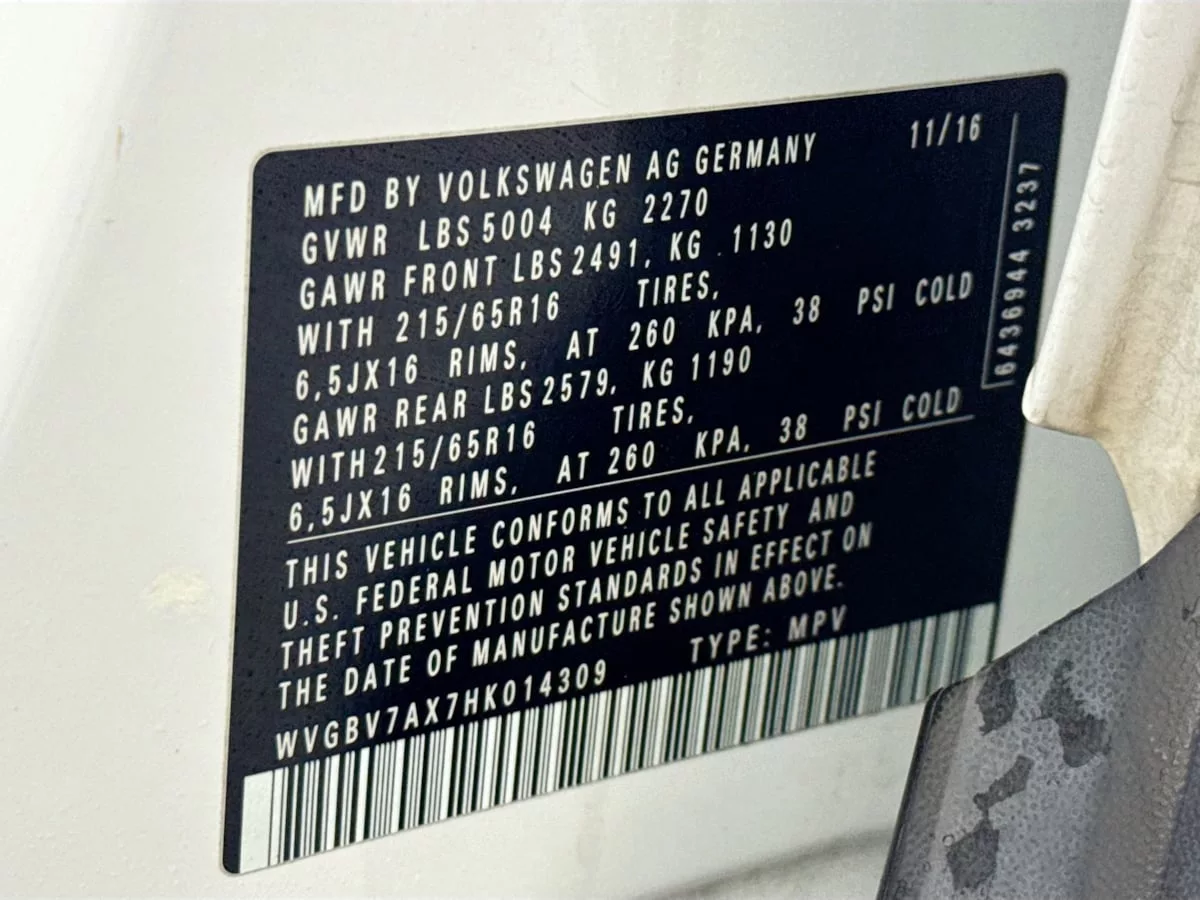 MFD BY VOLKSWAGEN AG GERMANY 11/16
GVWR LBS 5004 KG 2270
GAWR FRONT LBS 2491, KG 1130
WITH 215/65R16 TIRES,
6,5JX16 RIMS, AT 260 KPA, 38 PSI COLD
GAWR REAR LBS 2579, KG 1190
WITH 215/65R16 TIRES,
6,5JX16 RIMS, AT 260 KPA, 38 PSI COLD
THIS VEHICLE CONFORMS TO ALL APPLICABLE
U.S. FEDERAL MOTOR VEHICLE SAFETY AND
THEFT PREVENTION STANDARDS IN EFFECT ON
THE DATE OF MANUFACTURE SHOWN ABOVE.
WVGBV7AX7HK014309 TYPE: MPV
6436944 3237